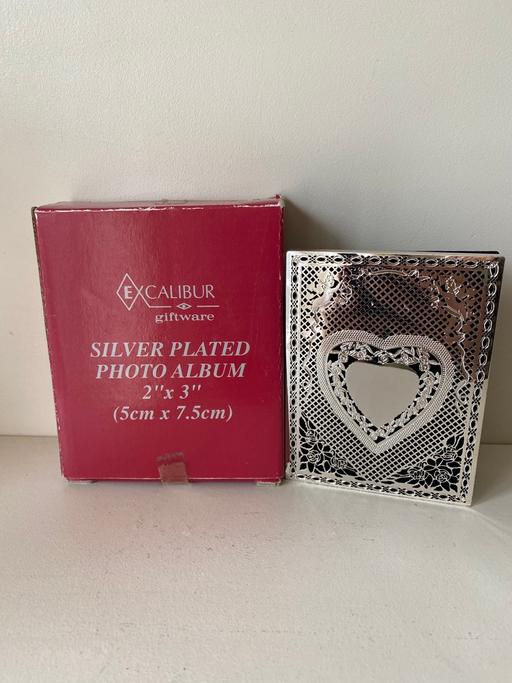 EXCALIBUR
giftware
SILVER PLATED
PHOTO ALBUM
2"x 3"
(5cm x 7.5cm)